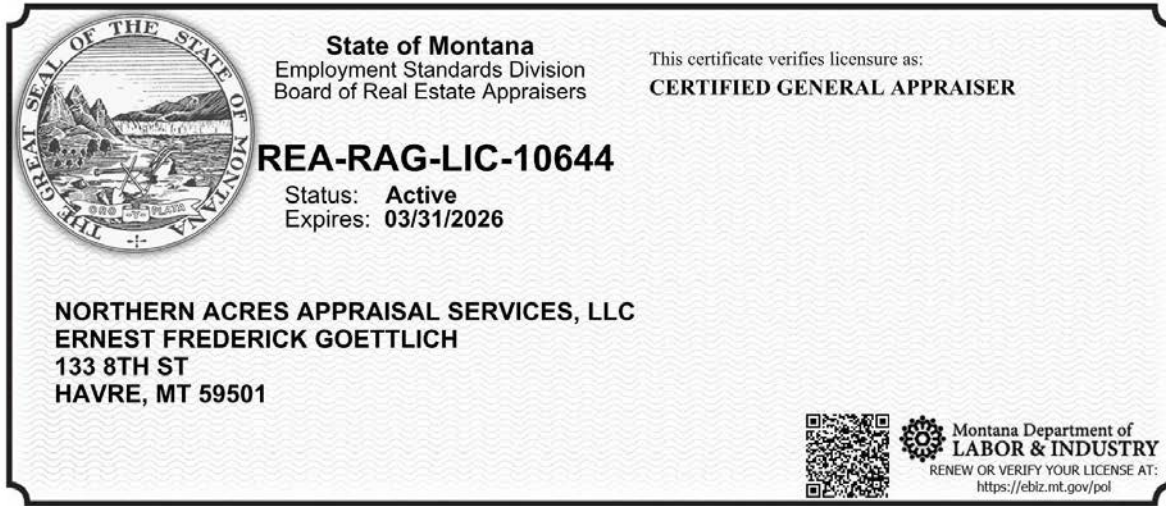 THE GREAT SEAL OF THE STATE OF MONTANA
ORO -Y- PLATA
State of Montana
Employment Standards Division
Board of Real Estate Appraisers
REA-RAG-LIC-10644
Status: Active
Expires: 03/31/2026
This certificate verifies licensure as:
CERTIFIED GENERAL APPRAISER
NORTHERN ACRES APPRAISAL SERVICES, LLC
ERNEST FREDERICK GOETTLICH
133 8TH ST
HAVRE, MT 59501
Montana Department of
LABOR & INDUSTRY
RENEW OR VERIFY YOUR LICENSE AT:
https://ebiz.mt.gov/pol